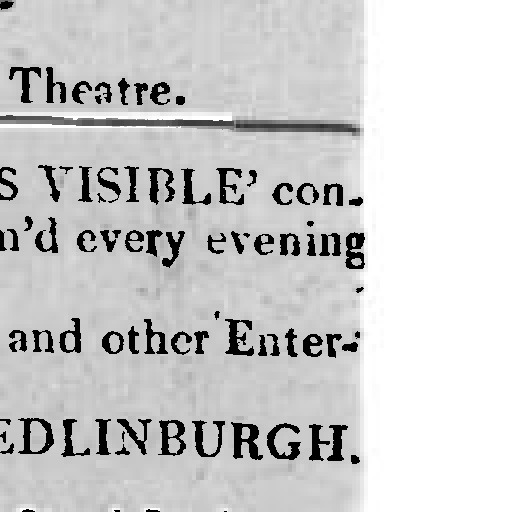 Theatre.
S VISIBLE' con-
n'd every evening
and other Enter-
EDLINBURGH.